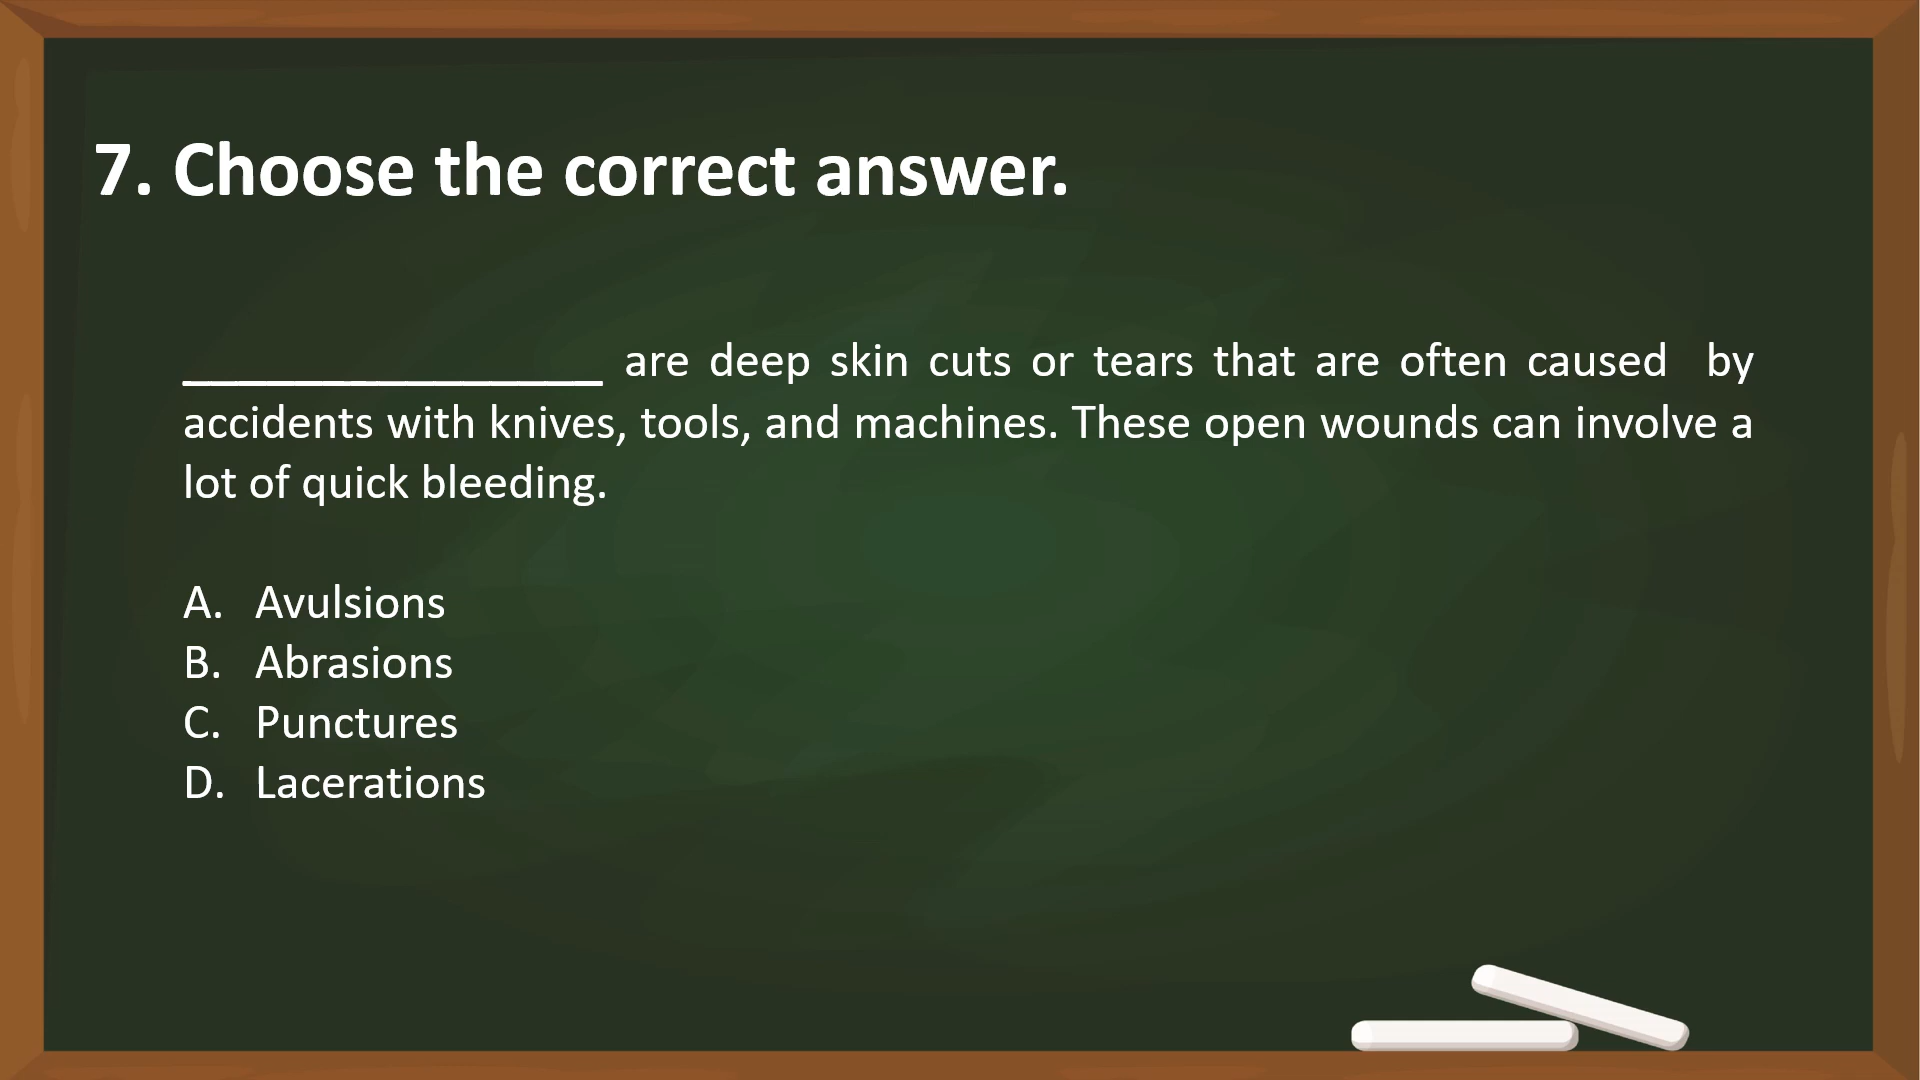 7. Choose the correct answer.
__________________ are deep skin cuts or tears that are often caused by
accidents with knives, tools, and machines. These open wounds can involve a
lot of quick bleeding.
A. Avulsions
B. Abrasions
C. Punctures
D. Lacerations